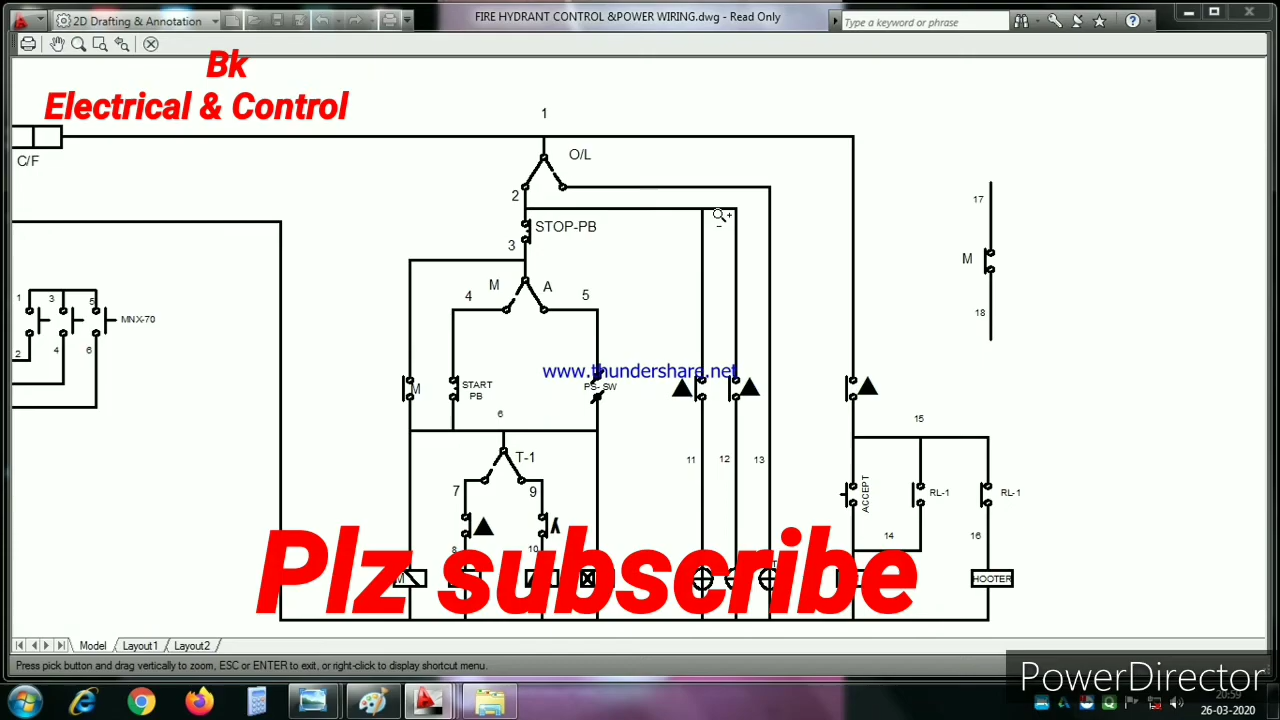 2D Drafting & Annotation
FIRE HYDRANT CONTROL &POWER WIRING.dwg - Read Only
Type a keyword or phrase
Bk
Electrical & Control
C/F
1
O/L
2
STOP-PB
3
M
A
4
5
17
M
18
1
3
5
MNX-70
2
4
6
www.thundershare.net
M
START
PB
PS- SW
6
15
T-1
11
12
13
7
9
ACCEPT
RL-1
RL-1
14
16
8
10
HOOTER
Plz subscribe
Model
Layout1
Layout2
Press pick button and drag vertically to zoom, ESC or ENTER to exit, or right-click to display shortcut menu.
PowerDirector
20:59
26-03-2020